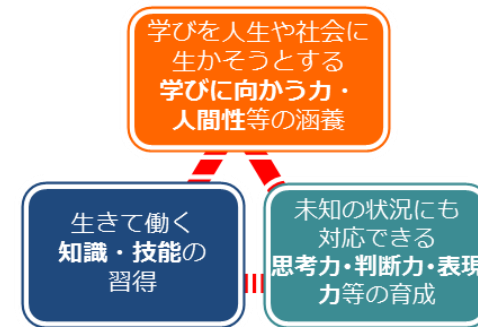 学びを人生や社会に
生かそうとする
学びに向かう力・
人間性等の涵養
生きて働く
知識・技能の
習得
未知の状況にも
対応できる
思考力・判断力・表現
力等の育成